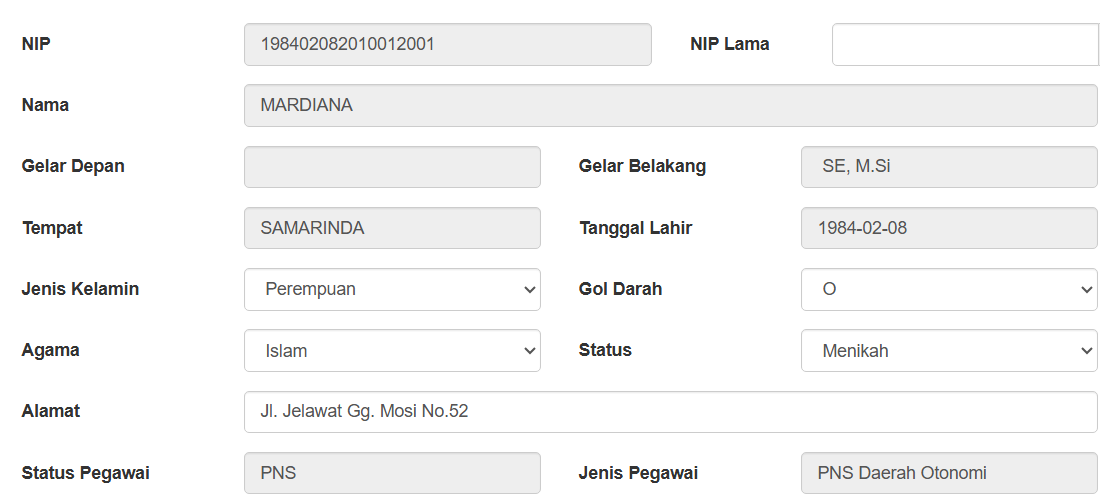 NIP 198402082010012001 NIP Lama
Nama MARDIANA
Gelar Depan Gelar Belakang SE, M.Si
Tempat SAMARINDA Tanggal Lahir 1984-02-08
Jenis Kelamin Perempuan Gol Darah O
Agama Islam Status Menikah
Alamat Jl. Jelawat Gg. Mosi No.52
Status Pegawai PNS Jenis Pegawai PNS Daerah Otonomi